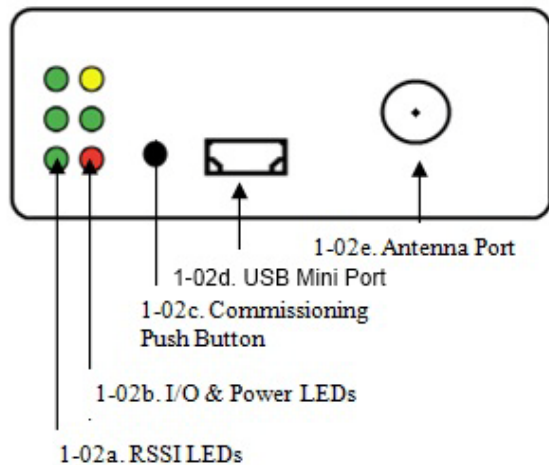 1-02e. Antenna Port
1-02d. USB Mini Port
1-02c. Commissioning
Push Button
1-02b. I/O & Power LEDs
1-02a. RSSI LEDs